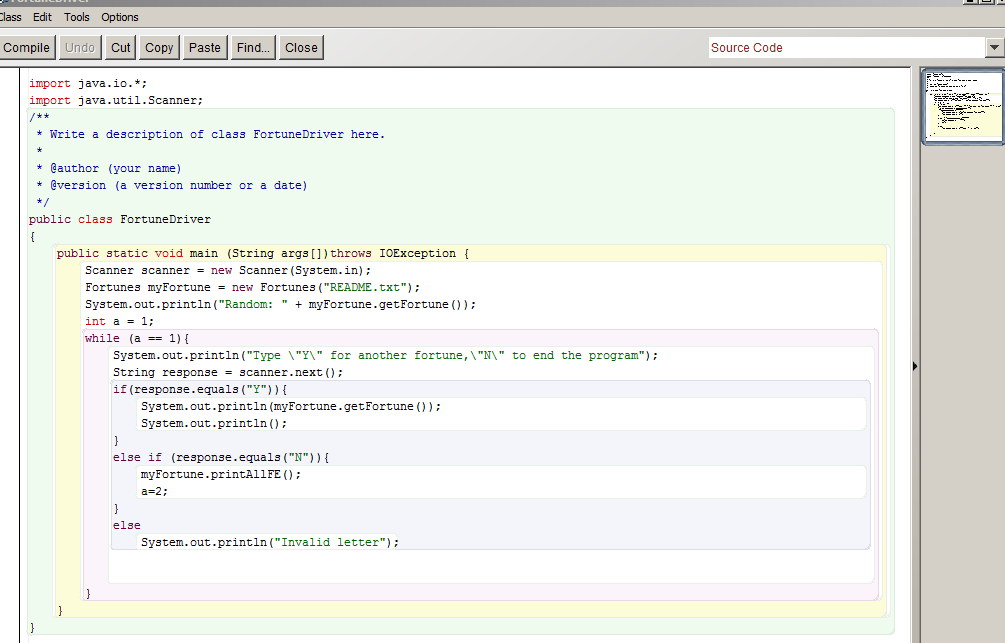 Class Edit Tools Options
Compile Undo Cut Copy Paste Find... Close Source Code
import java.io.*;
import java.util.Scanner;
/**
 * Write a description of class FortuneDriver here.
 *
 * @author (your name)
 * @version (a version number or a date)
 */
public class FortuneDriver
{
    public static void main (String args[])throws IOException {
        Scanner scanner = new Scanner(System.in);
        Fortunes myFortune = new Fortunes("README.txt");
        System.out.println("Random: " + myFortune.getFortune());
        int a = 1;
        while (a == 1){
            System.out.println("Type \"Y\" for another fortune,\"N\" to end the program");
            String response = scanner.next();
            if(response.equals("Y")){
                System.out.println(myFortune.getFortune());
                System.out.println();
            }
            else if (response.equals("N")){
                myFortune.printAllFE();
                a=2;
            }
            else
                System.out.println("Invalid letter");
        }
    }
}